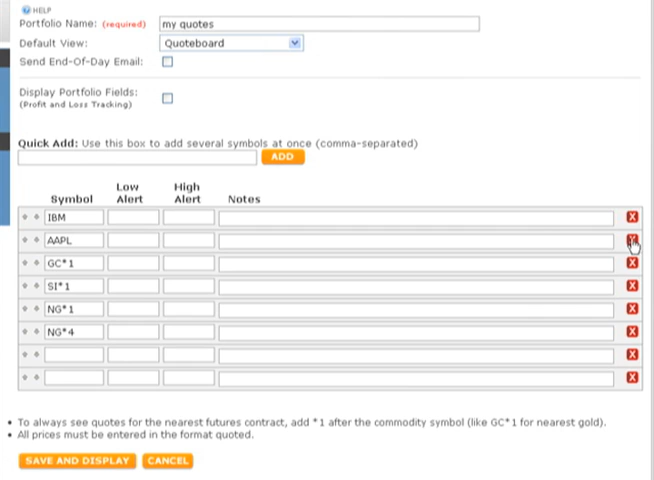 HELP
Portfolio Name: (required) my quotes
Default View: Quoteboard
Send End-Of-Day Email:
Display Portfolio Fields:
(Profit and Loss Tracking)
Quick Add: Use this box to add several symbols at once (comma-separated)
ADD
Symbol Low Alert High Alert Notes
IBM X
AAPL X
GC*1 X
SI*1 X
NG*1 X
NG*4 X
X
X
• To always see quotes for the nearest futures contract, add *1 after the commodity symbol (like GC*1 for nearest gold).
• All prices must be entered in the format quoted.
SAVE AND DISPLAY CANCEL